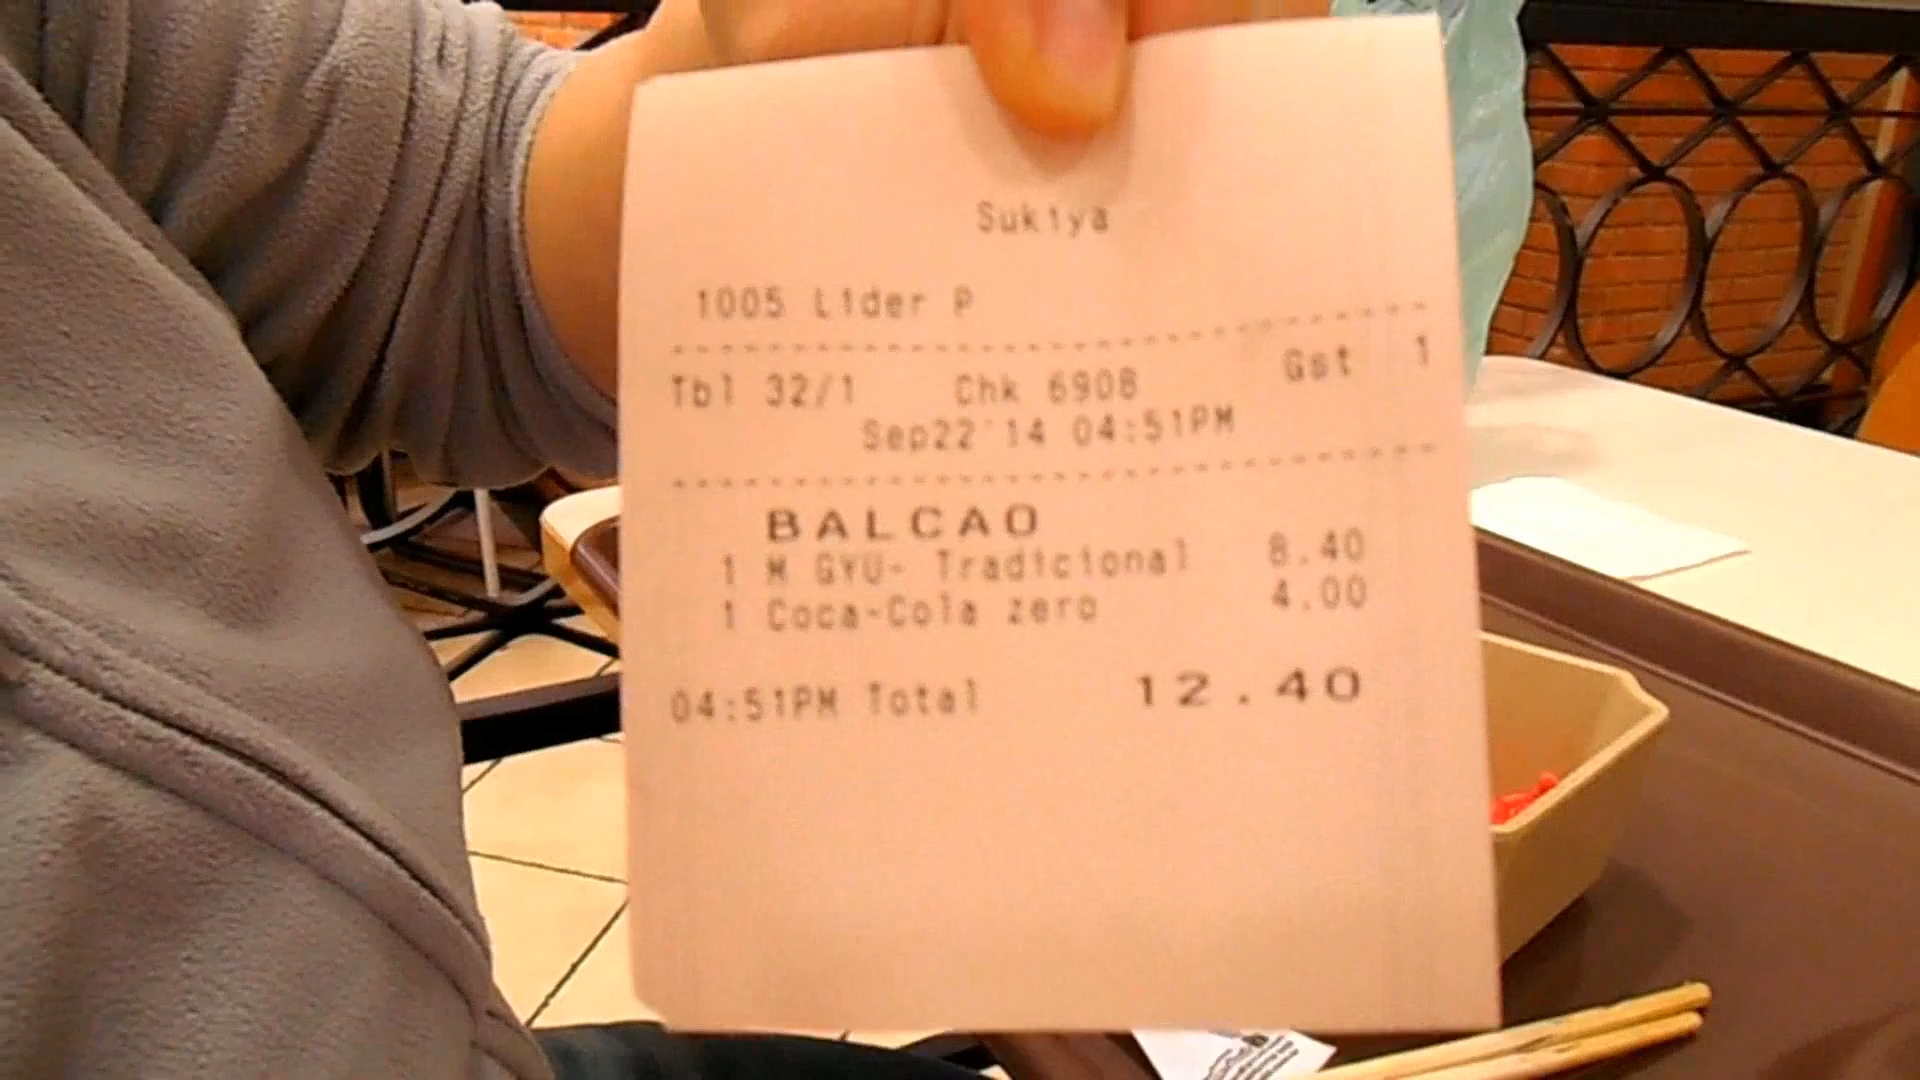 Sukiya
1005 Lider P
Tbl 32/1 Chk 6908 Gst 1
Sep22'14 04:51PM
BALCAO
1 M GYU- Tradicional 8.40
1 Coca-Cola zero 4.00
04:51PM Total 12.40